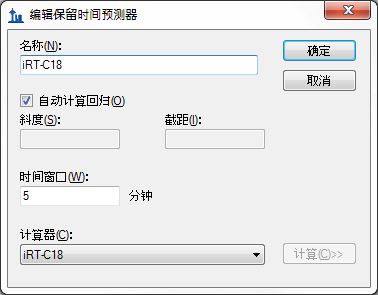 编辑保留时间预测器
名称(N):
确定
iRT-C18
取消
自动计算回归(O)
斜度(S):
截距(I):
时间窗口(W):
5
分钟
计算器(C):
iRT-C18
计算(C)>>